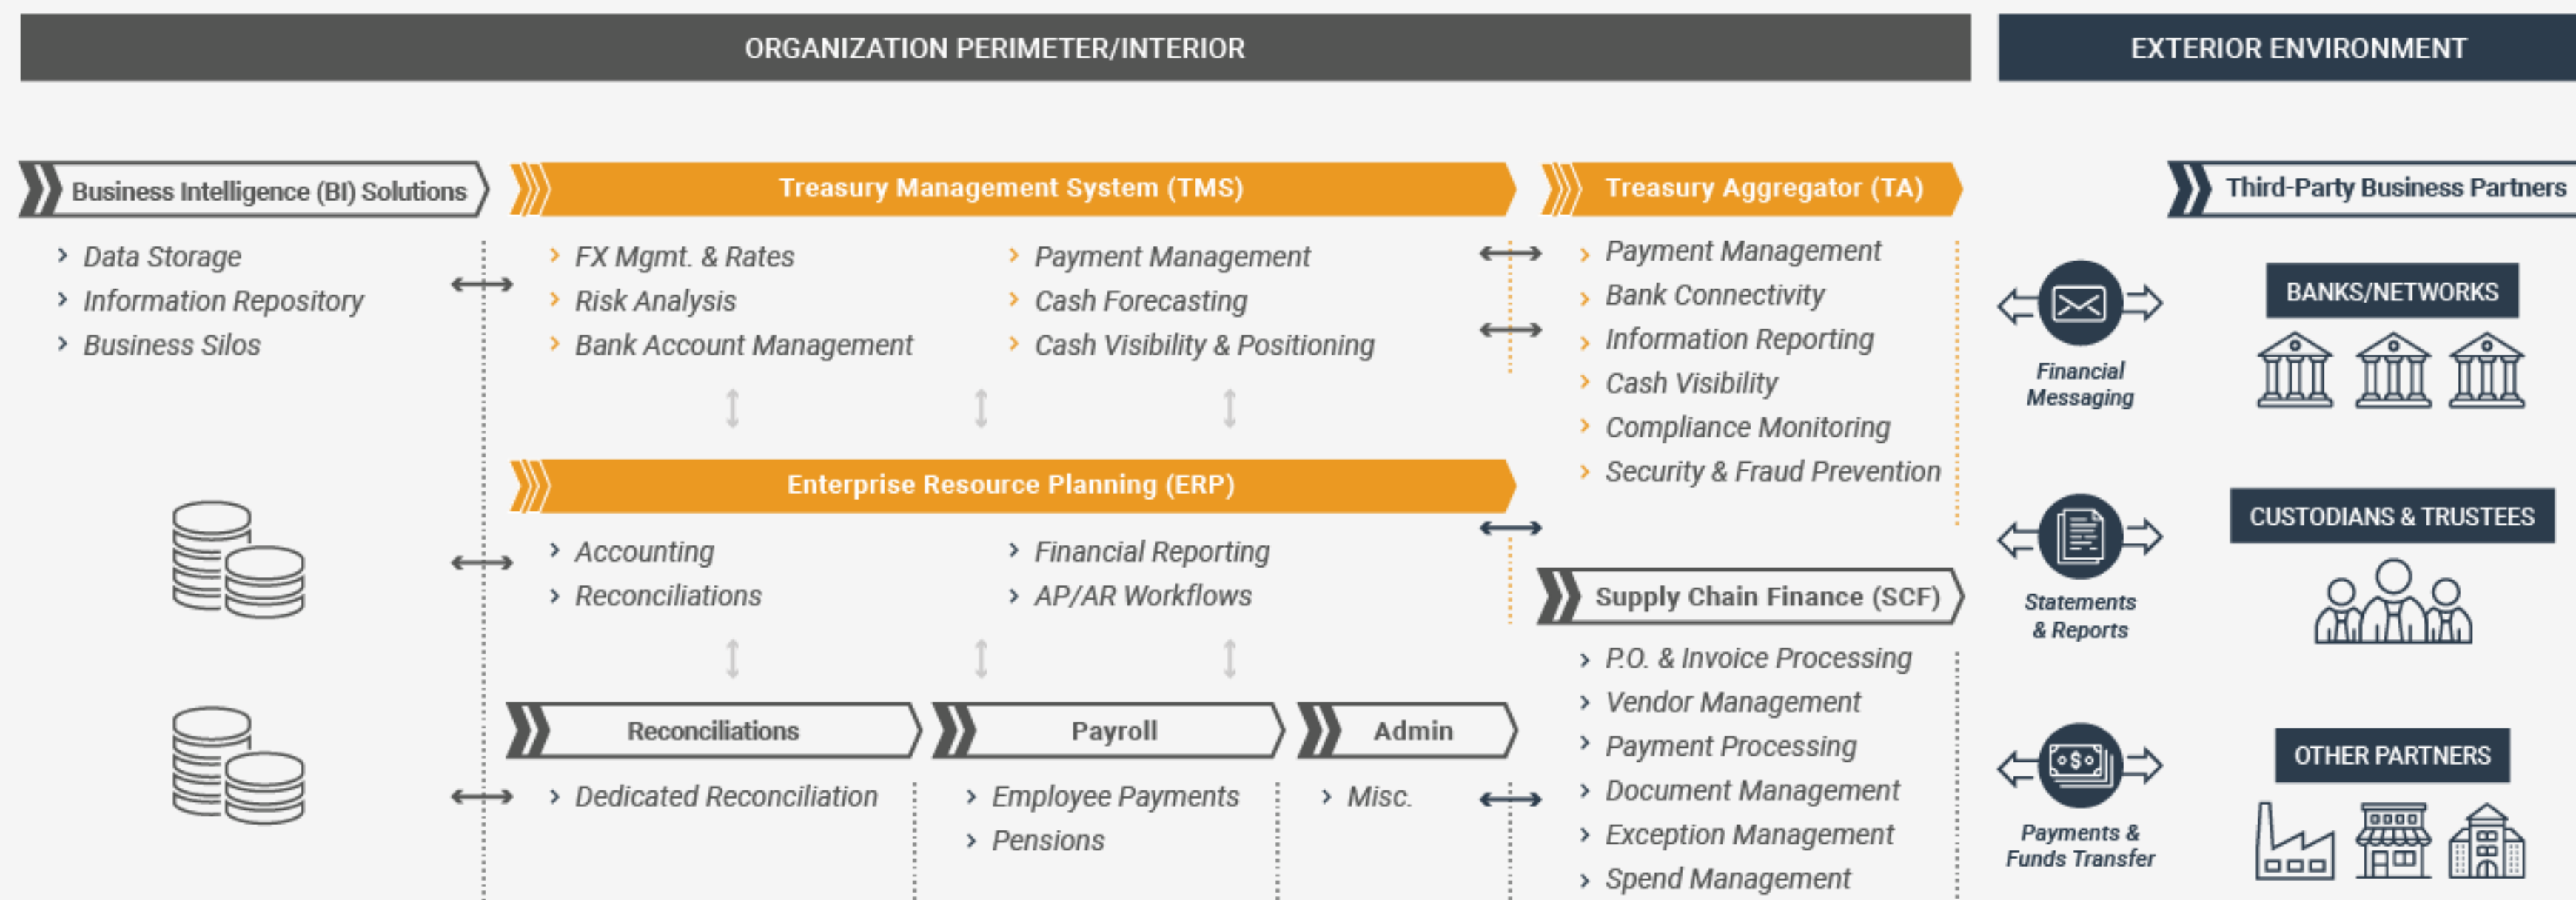 ORGANIZATION PERIMETER/INTERIOR
EXTERIOR ENVIRONMENT
Business Intelligence (BI) Solutions
Data Storage
Information Repository
Business Silos
Treasury Management System (TMS)
FX Mgmt. & Rates
Risk Analysis
Bank Account Management
Payment Management
Cash Forecasting
Cash Visibility & Positioning
Enterprise Resource Planning (ERP)
Accounting
Reconciliations
Financial Reporting
AP/AR Workflows
Reconciliations
Dedicated Reconciliation
Payroll
Employee Payments
Pensions
Admin
Misc.
Treasury Aggregator (TA)
Payment Management
Bank Connectivity
Information Reporting
Cash Visibility
Compliance Monitoring
Security & Fraud Prevention
Supply Chain Finance (SCF)
P.O. & Invoice Processing
Vendor Management
Payment Processing
Document Management
Exception Management
Spend Management
Financial
Messaging
Statements
& Reports
Payments &
Funds Transfer
Third-Party Business Partners
BANKS/NETWORKS
CUSTODIANS & TRUSTEES
OTHER PARTNERS